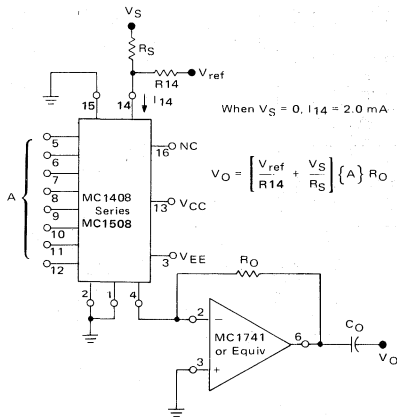 VS
RS
Vref
R14
15
14
I14
When VS = 0, I14 = 2.0 mA
5
6
7
8
9
10
11
12
A
MC1408
Series
MC1508
16 NC
13 VCC
3 VEE
VO = [Vref/R14 + VS/RS] {A} RO
2
1
4
RO
2
−
MC1741
or Equiv
6
3
+
CO
VO